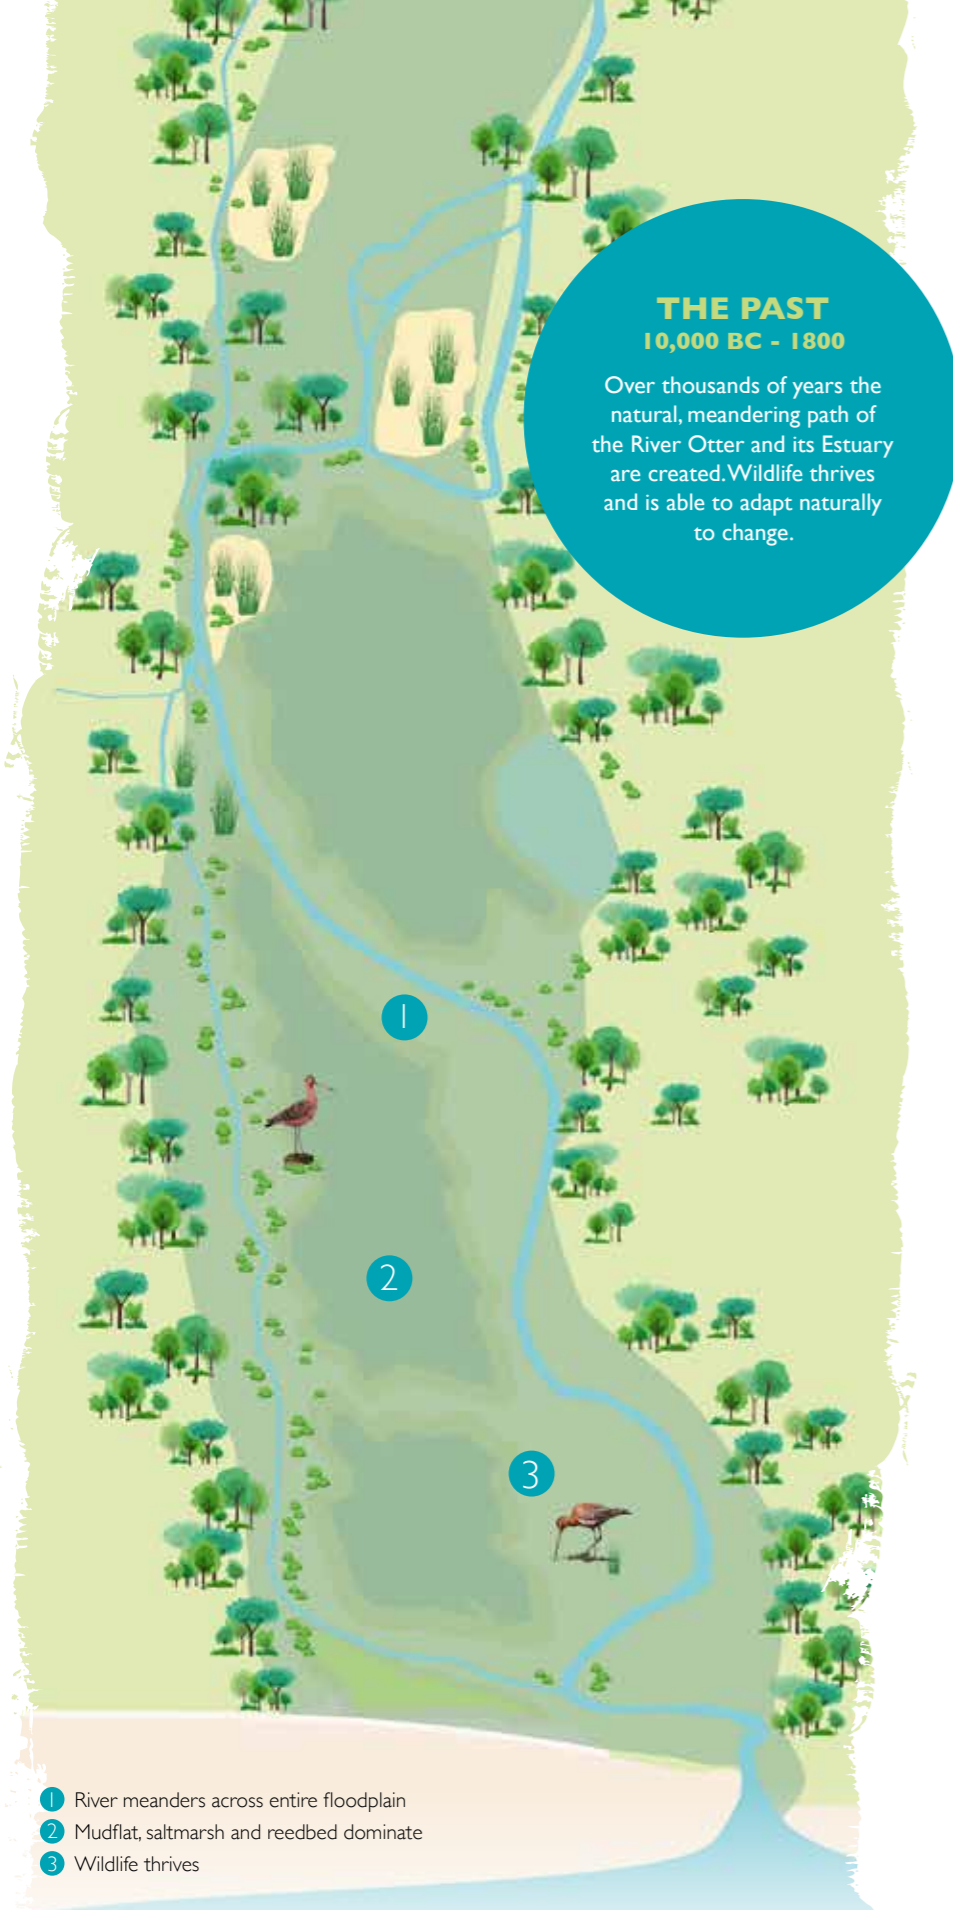 THE PAST
10,000 BC - 1800
Over thousands of years the
natural, meandering path of
the River Otter and its Estuary
are created. Wildlife thrives
and is able to adapt naturally
to change.
1
2
3
1 River meanders across entire floodplain
2 Mudflat, saltmarsh and reedbed dominate
3 Wildlife thrives